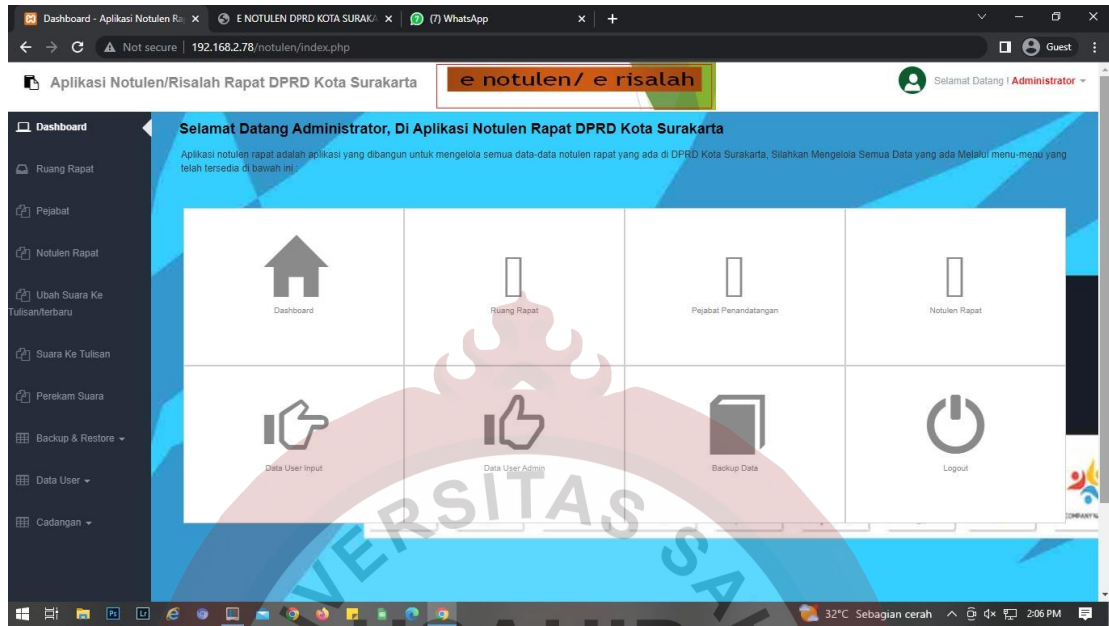 Dashboard - Aplikasi Notulen Ra
E NOTULEN DPRD KOTA SURAKA
(7) WhatsApp
Not secure
192.168.2.78/notulen/index.php
Guest
Aplikasi Notulen/Risalah Rapat DPRD Kota Surakarta
e notulen/ e risalah
Selamat Datang ! Administrator
Dashboard
Ruang Rapat
Pejabat
Notulen Rapat
Ubah Suara Ke
Tulisan/terbaru
Suara Ke Tulisan
Perekam Suara
Backup & Restore
Data User
Cadangan
Selamat Datang Administrator, Di Aplikasi Notulen Rapat DPRD Kota Surakarta
Aplikasi notulen rapat adalah aplikasi yang dibangun untuk mengelola semua data-data notulen rapat yang ada di DPRD Kota Surakarta, Silahkan Mengelola Semua Data yang ada Melalui menu-menu yang
telah tersedia di bawah ini :
Dashboard
Ruang Rapat
Pejabat Penandatangan
Notulen Rapat
Data User Input
Data User Admin
Backup Data
Logout
Ps
Lr
32°C Sebagian cerah
2:06 PM